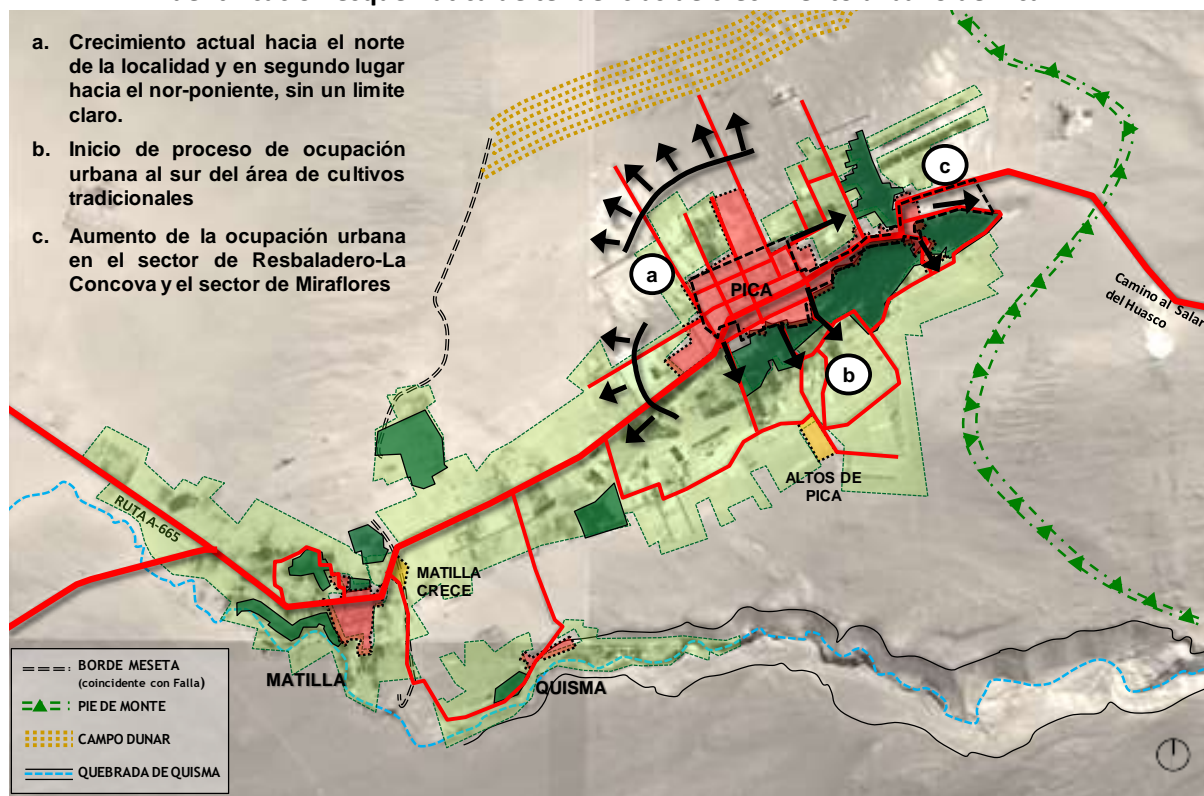 a. Crecimiento actual hacia el norte
de la localidad y en segundo lugar
hacia el nor-poniente, sin un limite
claro.
b. Inicio de proceso de ocupación
urbana al sur del área de cultivos
tradicionales
c. Aumento de la ocupación urbana
en el sector de Resbaladero-La
Concova y el sector de Miraflores
c
a
PICA
Camino al Salar
del Huasco
b
ALTOS DE
PICA
RUTA A-665
MATILLA
CRECE
MATILLA
QUISMA
BORDE MESETA
(coincidente con Falla)
PIE DE MONTE
CAMPO DUNAR
QUEBRADA DE QUISMA